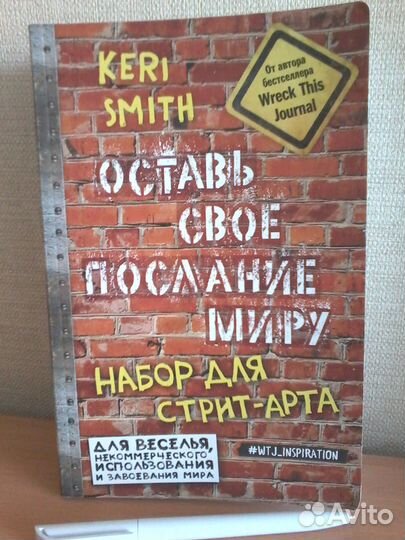 KERI
SMITH
От автора
бестселлера
Wreck This
Journal
ОСТАВЬ
СВОЕ
ПОСЛАНИЕ
МИРУ
НАБОР ДЛЯ
СТРИТ-АРТА
ДЛЯ ВЕСЕЛЬЯ,
НЕКОММЕРЧЕСКОГО
ИСПОЛЬЗОВАНИЯ
И ЗАВОЕВАНИЯ МИРА
#WTJ_INSPIRATION
Avito